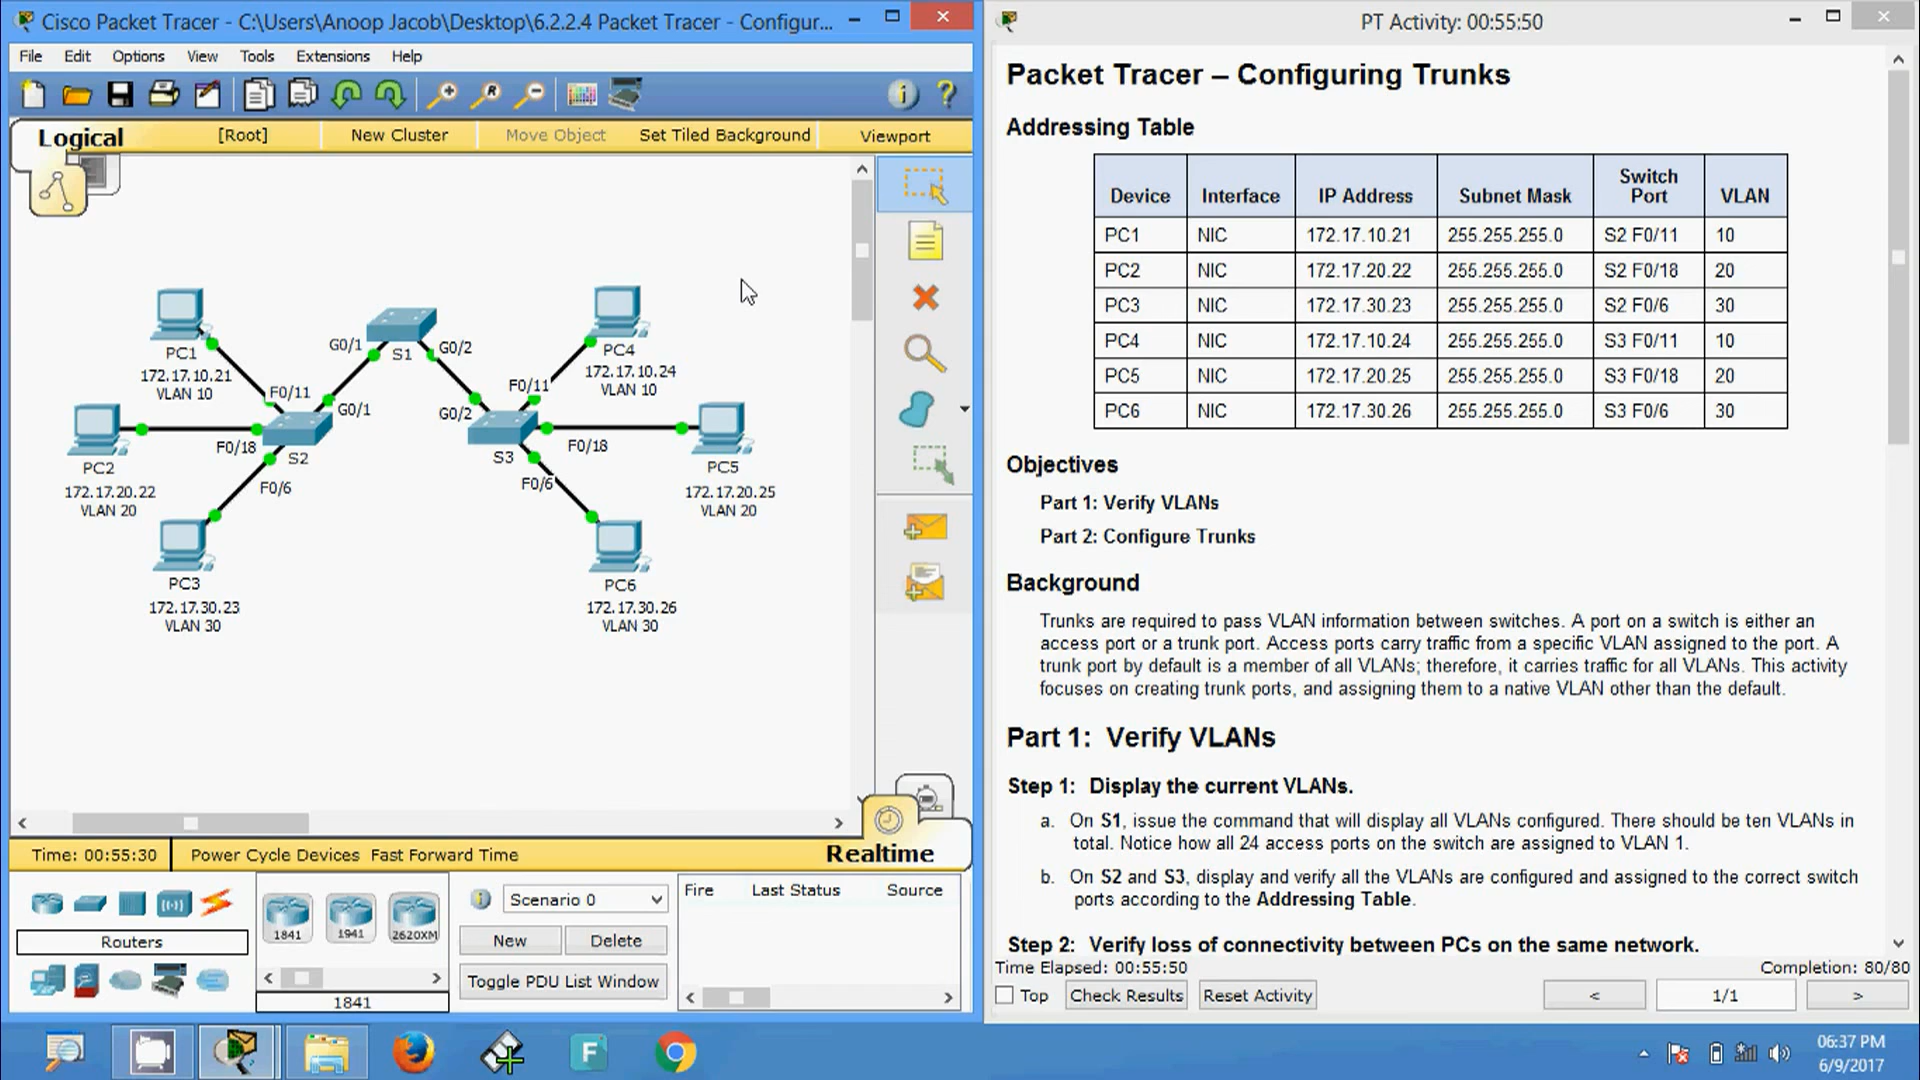 Cisco Packet Tracer - C:\Users\Anoop Jacob\Desktop\6.2.2.4 Packet Tracer - Configur...
File Edit Options View Tools Extensions Help
Logical [Root] New Cluster Move Object Set Tiled Background Viewport
PC1
172.17.10.21
VLAN 10
F0/11
G0/1
S1
G0/2
PC4
172.17.10.24
VLAN 10
F0/11
G0/1
G0/2
F0/18
S2
S3
F0/18
PC2
172.17.20.22
VLAN 20
F0/6
F0/6
PC5
172.17.20.25
VLAN 20
PC3
172.17.30.23
VLAN 30
PC6
172.17.30.26
VLAN 30
Time: 00:55:30 Power Cycle Devices Fast Forward Time Realtime
Routers
1841 1941 2620XM
1841
Scenario 0
New Delete
Toggle PDU List Window
Fire Last Status Source
PT Activity: 00:55:50
Packet Tracer – Configuring Trunks
Addressing Table
Device Interface IP Address Subnet Mask Switch Port VLAN
PC1 NIC 172.17.10.21 255.255.255.0 S2 F0/11 10
PC2 NIC 172.17.20.22 255.255.255.0 S2 F0/18 20
PC3 NIC 172.17.30.23 255.255.255.0 S2 F0/6 30
PC4 NIC 172.17.10.24 255.255.255.0 S3 F0/11 10
PC5 NIC 172.17.20.25 255.255.255.0 S3 F0/18 20
PC6 NIC 172.17.30.26 255.255.255.0 S3 F0/6 30
Objectives
Part 1: Verify VLANs
Part 2: Configure Trunks
Background
Trunks are required to pass VLAN information between switches. A port on a switch is either an
access port or a trunk port. Access ports carry traffic from a specific VLAN assigned to the port. A
trunk port by default is a member of all VLANs; therefore, it carries traffic for all VLANs. This activity
focuses on creating trunk ports, and assigning them to a native VLAN other than the default.
Part 1: Verify VLANs
Step 1: Display the current VLANs.
a. On S1, issue the command that will display all VLANs configured. There should be ten VLANs in
total. Notice how all 24 access ports on the switch are assigned to VLAN 1.
b. On S2 and S3, display and verify all the VLANs are configured and assigned to the correct switch
ports according to the Addressing Table.
Step 2: Verify loss of connectivity between PCs on the same network.
Time Elapsed: 00:55:50 Completion: 80/80
Top Check Results Reset Activity < 1/1 >
06:37 PM
6/9/2017